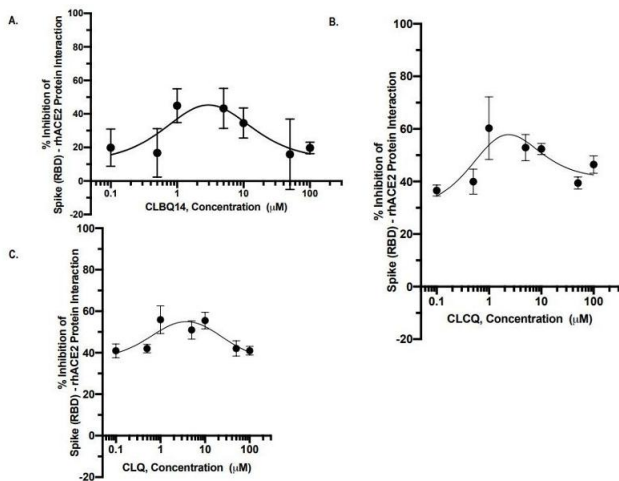 A.
% Inhibition of
Spike (RBD) - rhACE2 Protein Interaction
100
80
60
40
20
0
-20
0.1
1
10
100
CLBQ14, Concentration (μM)
B.
% Inhibition of
Spike (RBD) - rhACE2 Protein Interaction
100
80
60
40
20
0
-20
0.1
1
10
100
CLCQ, Concentration (μM)
C.
% Inhibition of
Spike (RBD) - rhACE2 Protein Interaction
100
80
60
40
20
0
-20
0.1
1
10
100
CLQ, Concentration (μM)